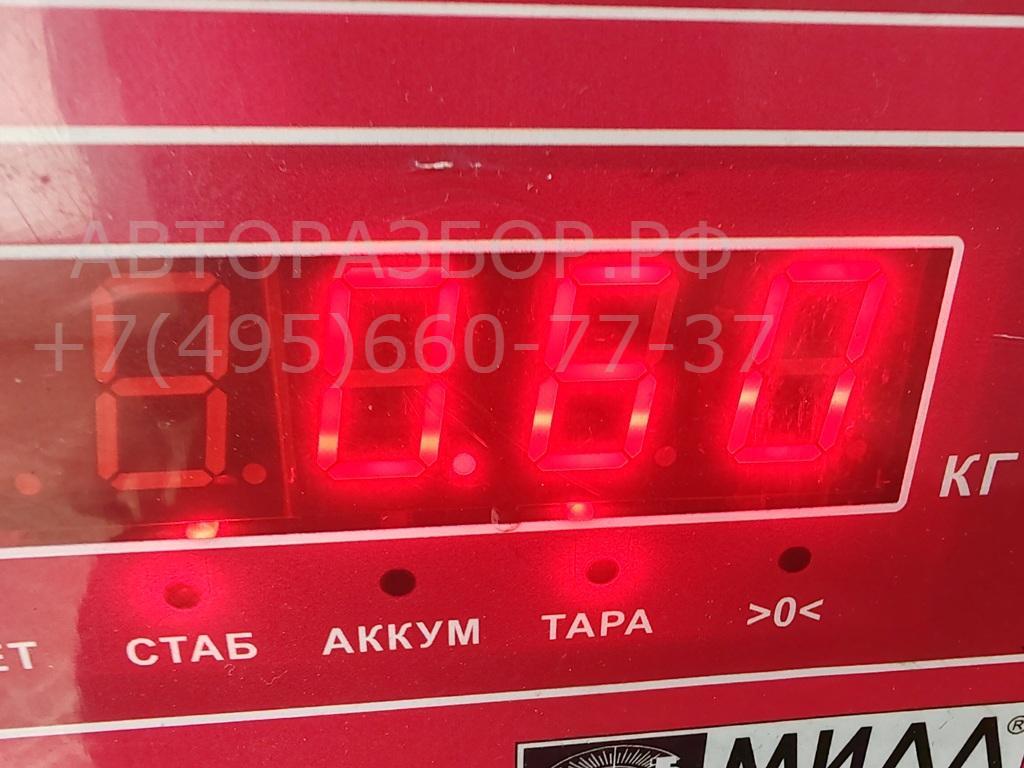 АВТОРАЗБОР.РФ
+7(495)660-77-37
0.60
КГ
СТАБ АККУМ ТАРА >0<